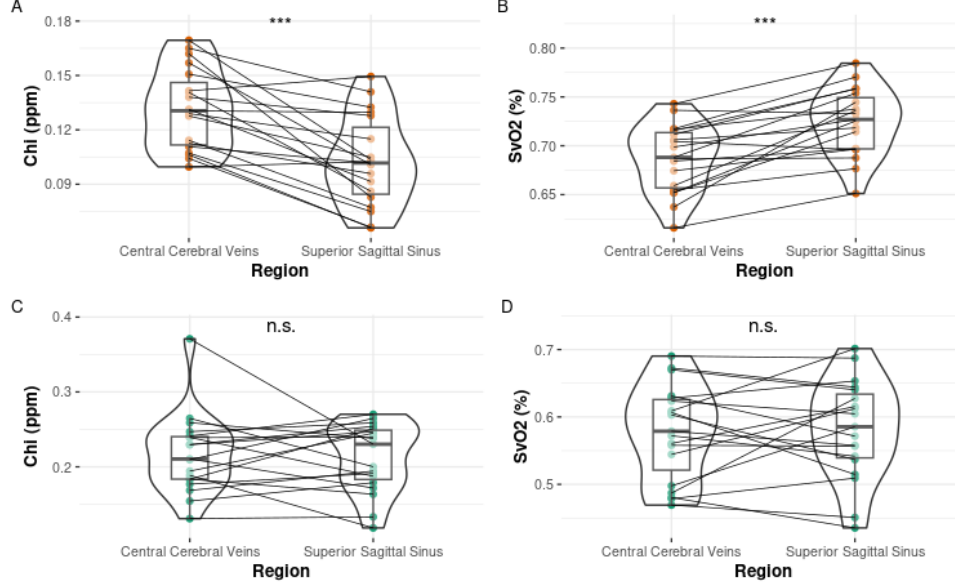 A
***
0.18
0.15
0.12
0.09
Chi (ppm)
Central Cerebral Veins Superior Sagittal Sinus
Region
B
***
0.80
0.75
0.70
0.65
SvO2 (%)
Central Cerebral Veins Superior Sagittal Sinus
Region
C
n.s.
0.4
0.3
0.2
Chi (ppm)
Central Cerebral Veins Superior Sagittal Sinus
Region
D
n.s.
0.7
0.6
0.5
SvO2 (%)
Central Cerebral Veins Superior Sagittal Sinus
Region